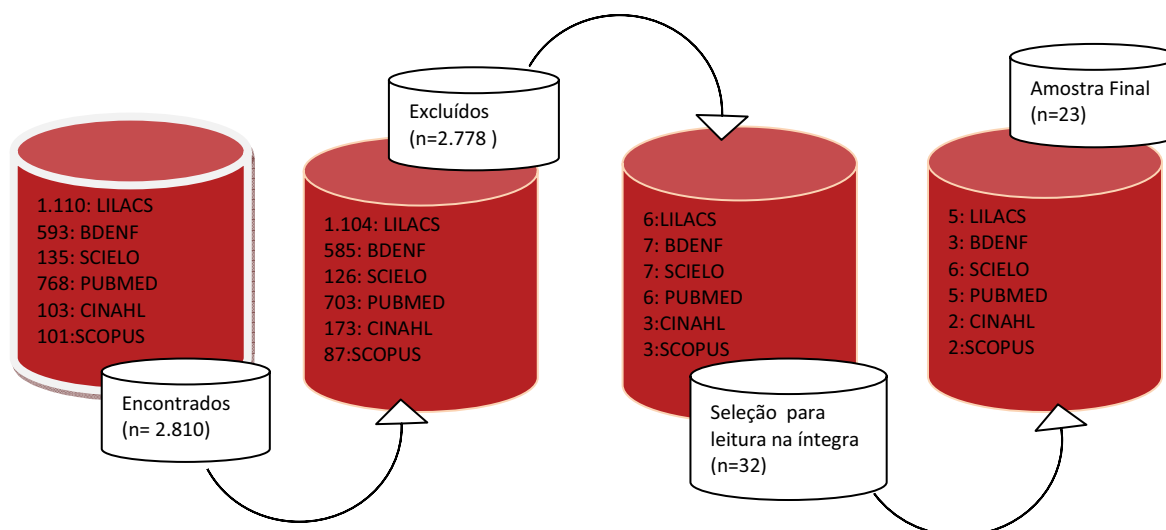 1.110: LILACS
593: BDENF
135: SCIELO
768: PUBMED
103: CINAHL
101:SCOPUS
Encontrados
(n= 2.810)
Excluídos
(n=2.778 )
1.104: LILACS
585: BDENF
126: SCIELO
703: PUBMED
173: CINAHL
87:SCOPUS
6:LILACS
7: BDENF
7: SCIELO
6: PUBMED
3:CINAHL
3:SCOPUS
Seleção para
leitura na íntegra
(n=32)
Amostra Final
(n=23)
5: LILACS
3: BDENF
6: SCIELO
5: PUBMED
2: CINAHL
2:SCOPUS